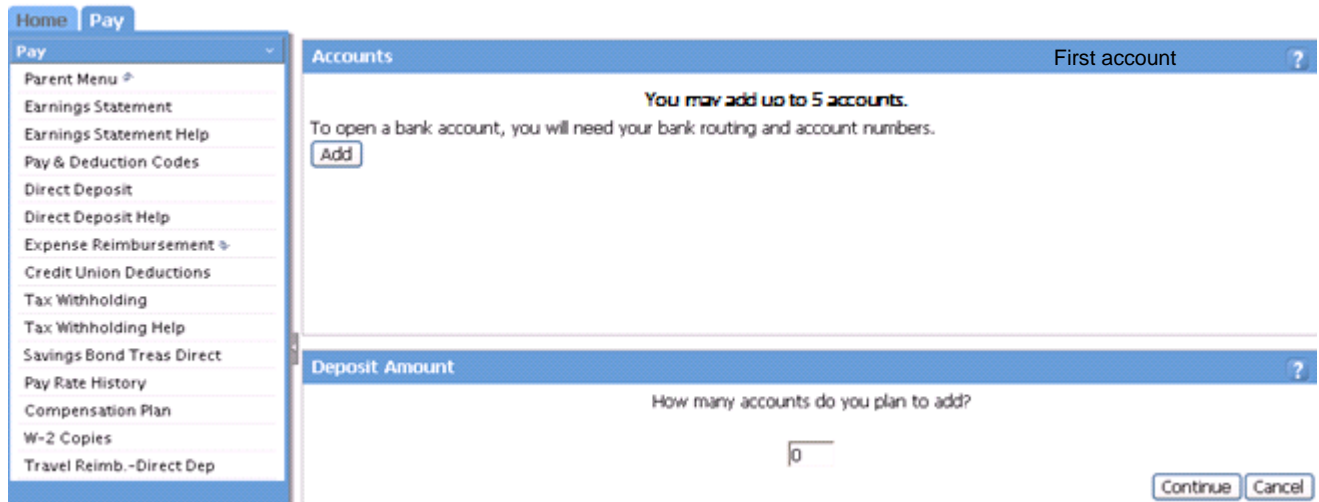 Home Pay
Pay
Parent Menu
Earnings Statement
Earnings Statement Help
Pay & Deduction Codes
Direct Deposit
Direct Deposit Help
Expense Reimbursement
Credit Union Deductions
Tax Withholding
Tax Withholding Help
Savings Bond Treas Direct
Pay Rate History
Compensation Plan
W-2 Copies
Travel Reimb.-Direct Dep
Accounts First account ?
You may add up to 5 accounts.
To open a bank account, you will need your bank routing and account numbers.
Add
Deposit Amount ?
How many accounts do you plan to add?
0
Continue Cancel